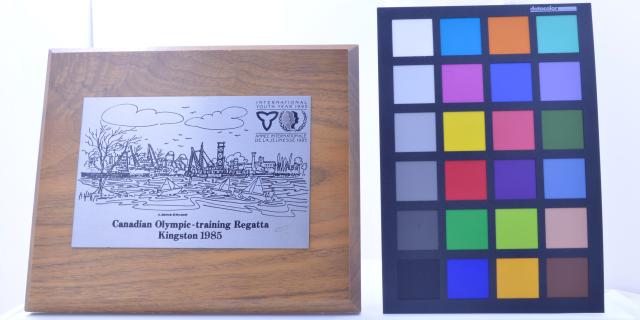 datacolor
INTERNATIONAL
YOUTH YEAR 1985
ANNÉE INTERNATIONALE
DE LA JEUNESSE 1985
Canadian Olympic-training Regatta
Kingston 1985